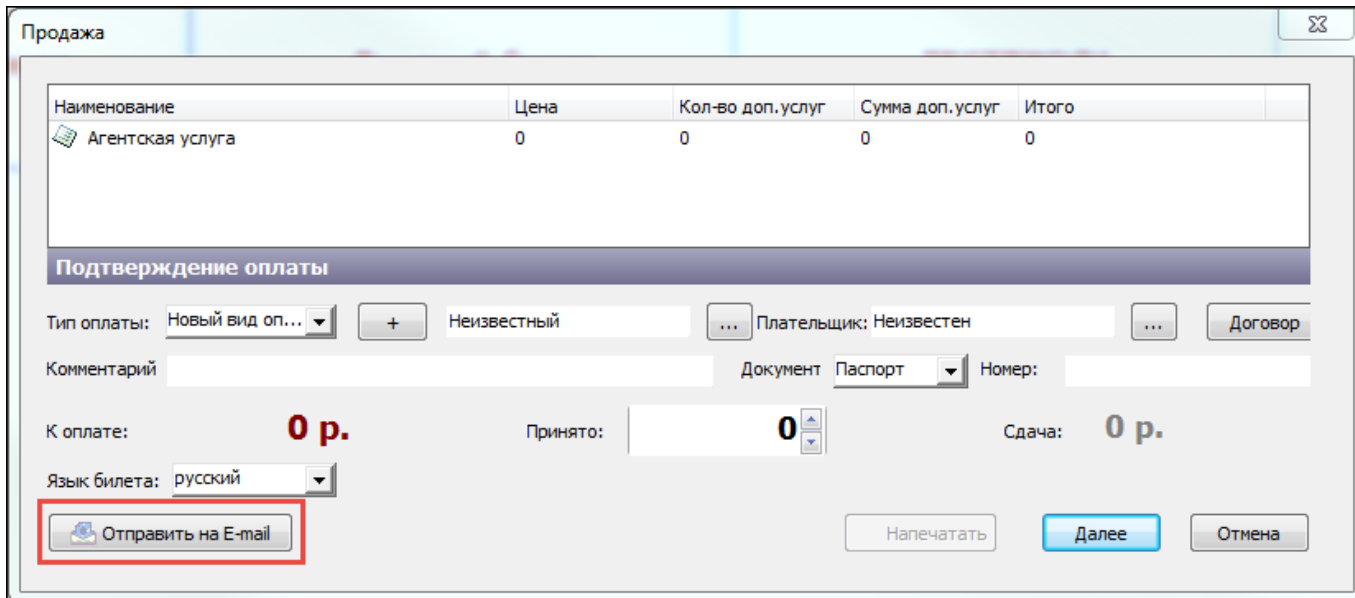 Продажа
Наименование Цена Кол-во доп.услуг Сумма доп.услуг Итого
Агентская услуга 0 0 0 0
Подтверждение оплаты
Тип оплаты: Новый вид оп... + Неизвестный ... Плательщик: Неизвестен ... Договор
Комментарий Документ Паспорт Номер:
К оплате: 0 р. Принято: 0 Сдача: 0 р.
Язык билета: русский
Отправить на E-mail Напечатать Далее Отмена